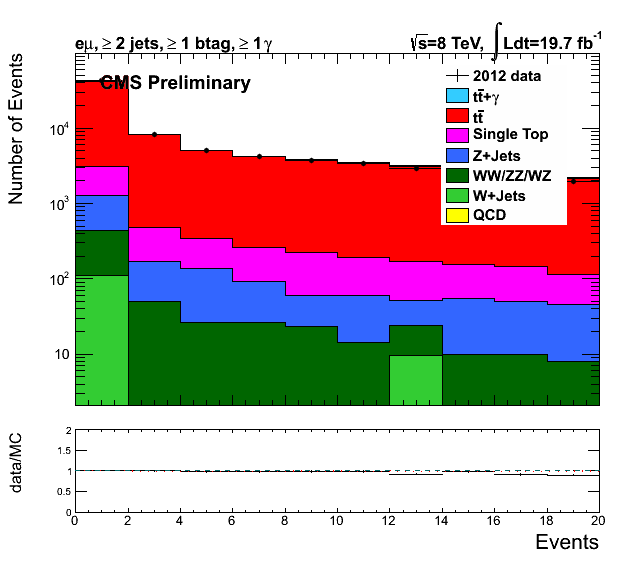 eμ, ≥ 2 jets, ≥ 1 btag, ≥ 1 γ
√s=8 TeV, ∫ Ldt=19.7 fb⁻¹
CMS Preliminary
2012 data
tt̄+γ
tt̄
Single Top
Z+Jets
WW/ZZ/WZ
W+Jets
QCD
Number of Events
10⁴
10³
10²
10
data/MC
2
1.5
1
0.5
0
0 2 4 6 8 10 12 14 16 18 20
Events